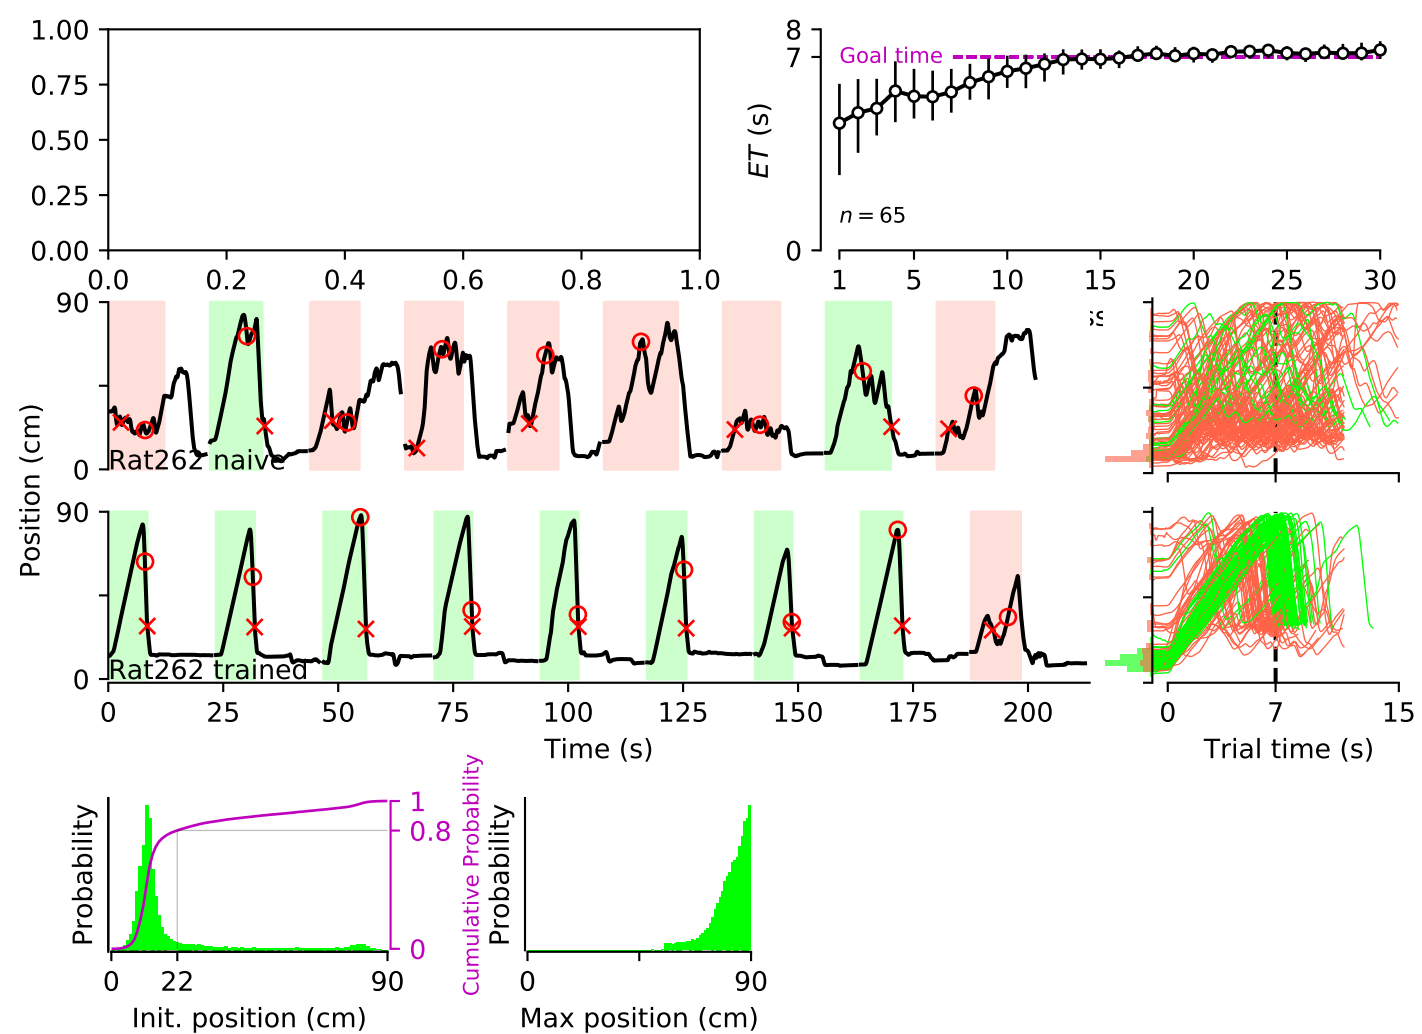 1.00
0.75
0.50
0.25
0.00
0.0 0.2 0.4 0.6 0.8 1.0
8
7
0
ET (s)
Goal time
n = 65
1 5 10 15 20 25 30
Position (cm)
90
0
Rat262 naive
90
0
Rat262 trained
0 25 50 75 100 125 150 175 200
Time (s)
0 7 15
Trial time (s)
Probability
0 22 90
Init. position (cm)
1
0.8
0
Cumulative Probability
Probability
0 90
Max position (cm)